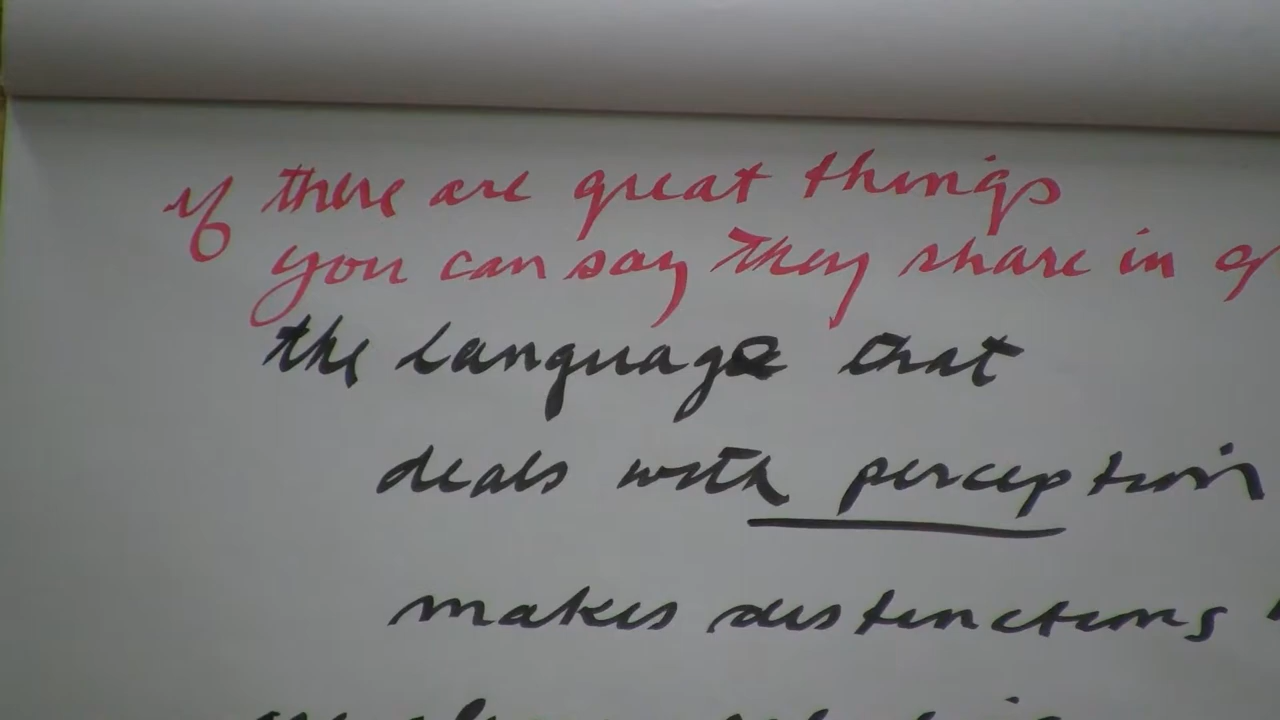 if there are great things
you can say they share in
the language that
deals with perception
makes distinctions